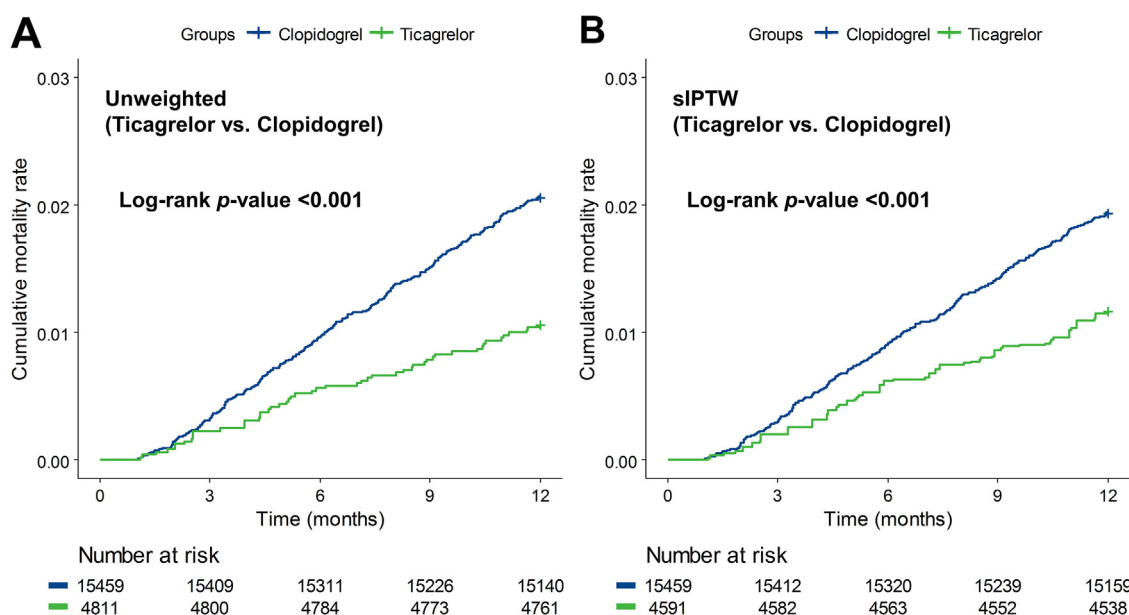 A
Groups Clopidogrel Ticagrelor
Unweighted
(Ticagrelor vs. Clopidogrel)
Log-rank p-value <0.001
Cumulative mortality rate
0.03
0.02
0.01
0.00
0 3 6 9 12
Time (months)
Number at risk
15459 15409 15311 15226 15140
4811 4800 4784 4773 4761
B
Groups Clopidogrel Ticagrelor
sIPTW
(Ticagrelor vs. Clopidogrel)
Log-rank p-value <0.001
Cumulative mortality rate
0.03
0.02
0.01
0.00
0 3 6 9 12
Time (months)
Number at risk
15459 15412 15320 15239 15159
4591 4582 4563 4552 4538